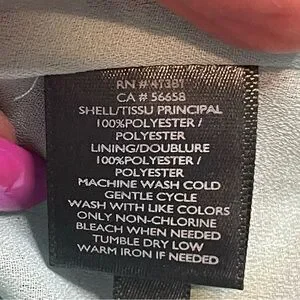 RN # 41381
CA # 56658
SHELL/TISSU PRINCIPAL
100%POLYESTER /
POLYESTER
LINING/DOUBLURE
100%POLYESTER /
POLYESTER
MACHINE WASH COLD
GENTLE CYCLE
WASH WITH LIKE COLORS
ONLY NON-CHLORINE
BLEACH WHEN NEEDED
TUMBLE DRY LOW
WARM IRON IF NEEDED